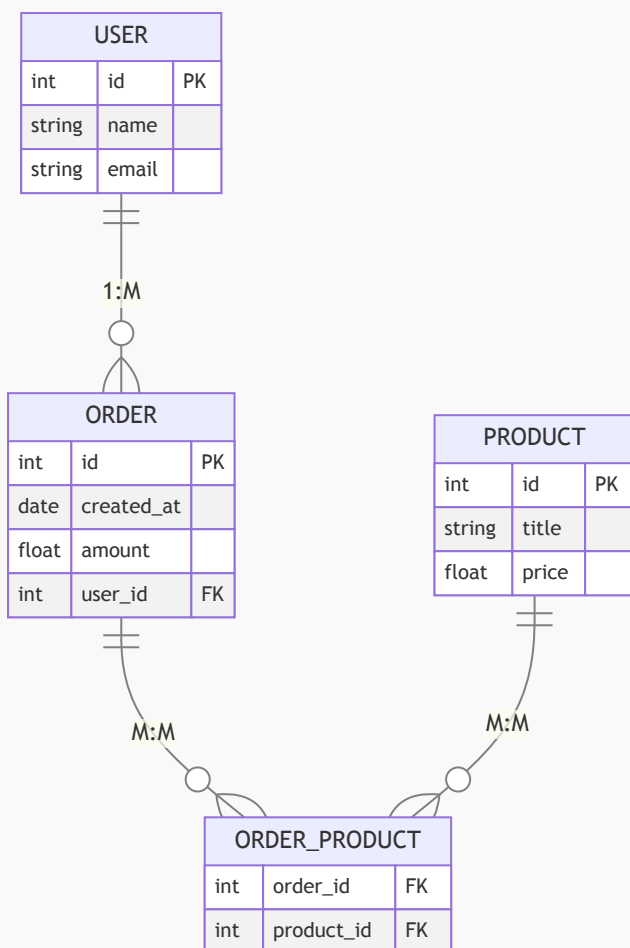 USER
int id PK
string name
string email
1:M
ORDER
int id PK
date created_at
float amount
int user_id FK
PRODUCT
int id PK
string title
float price
M:M
M:M
ORDER_PRODUCT
int order_id FK
int product_id FK